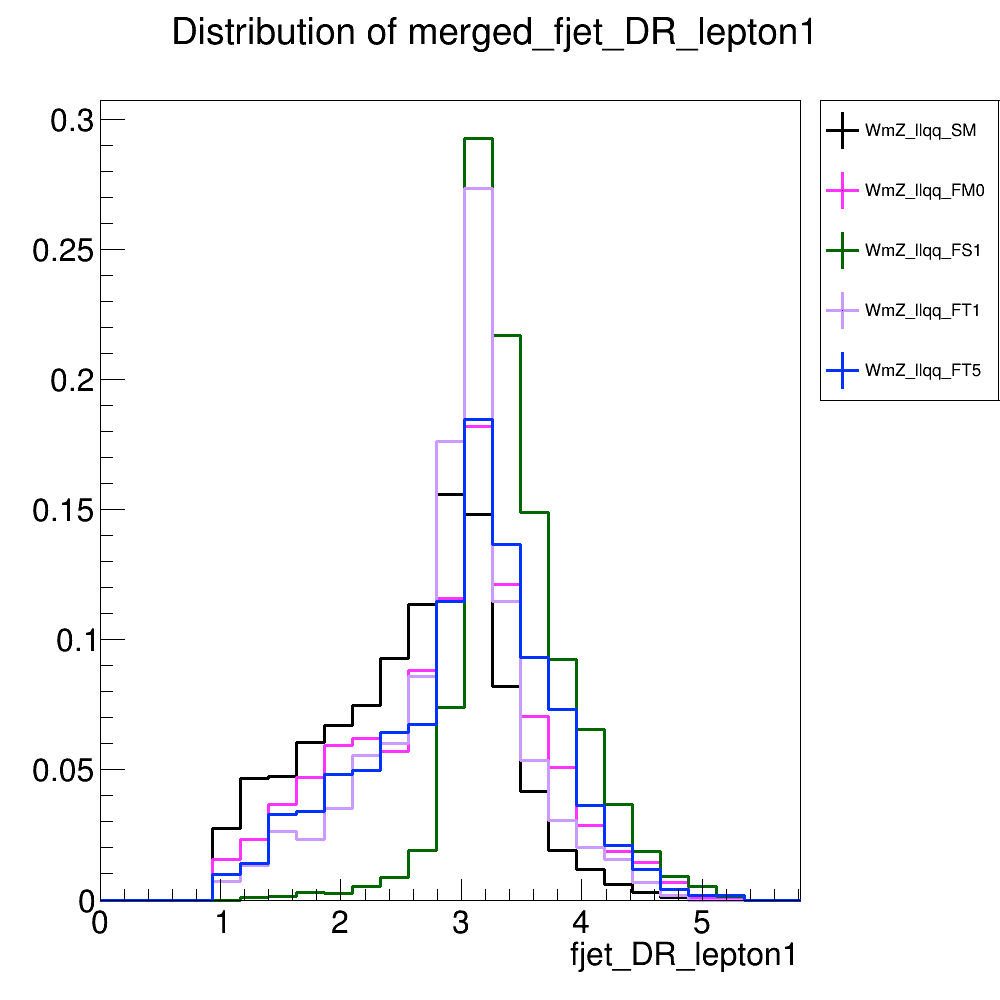 Distribution of merged_fjet_DR_lepton1
0.3
0.25
0.2
0.15
0.1
0.05
0
0 1 2 3 4 5
fjet_DR_lepton1
WmZ_llqq_SM
WmZ_llqq_FM0
WmZ_llqq_FS1
WmZ_llqq_FT1
WmZ_llqq_FT5